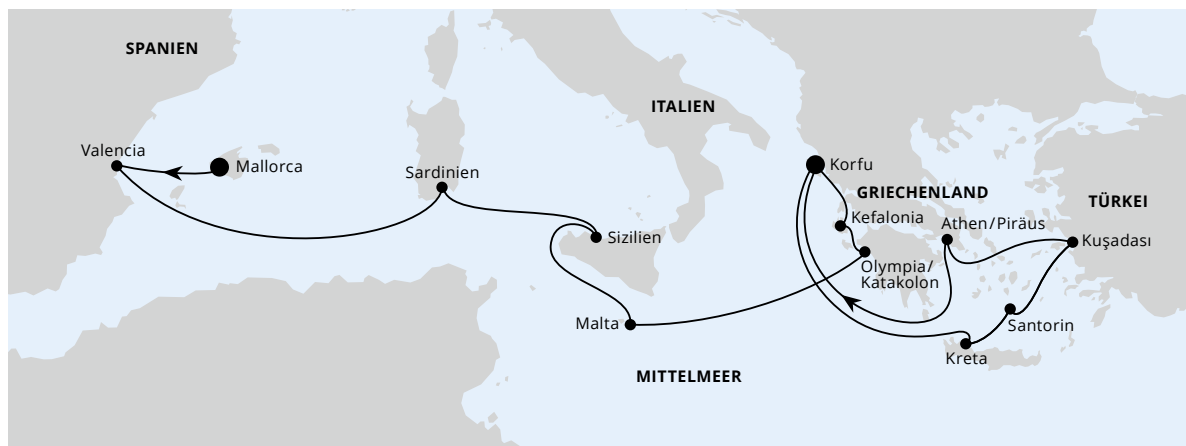 SPANIEN
ITALIEN
Valencia
Mallorca
Sardinien
Korfu
GRIECHENLAND
TÜRKEI
Kefalonia
Athen/Piräus
Sizilien
Kuşadası
Olympia/
Katakolon
Malta
Santorin
Kreta
MITTELMEER